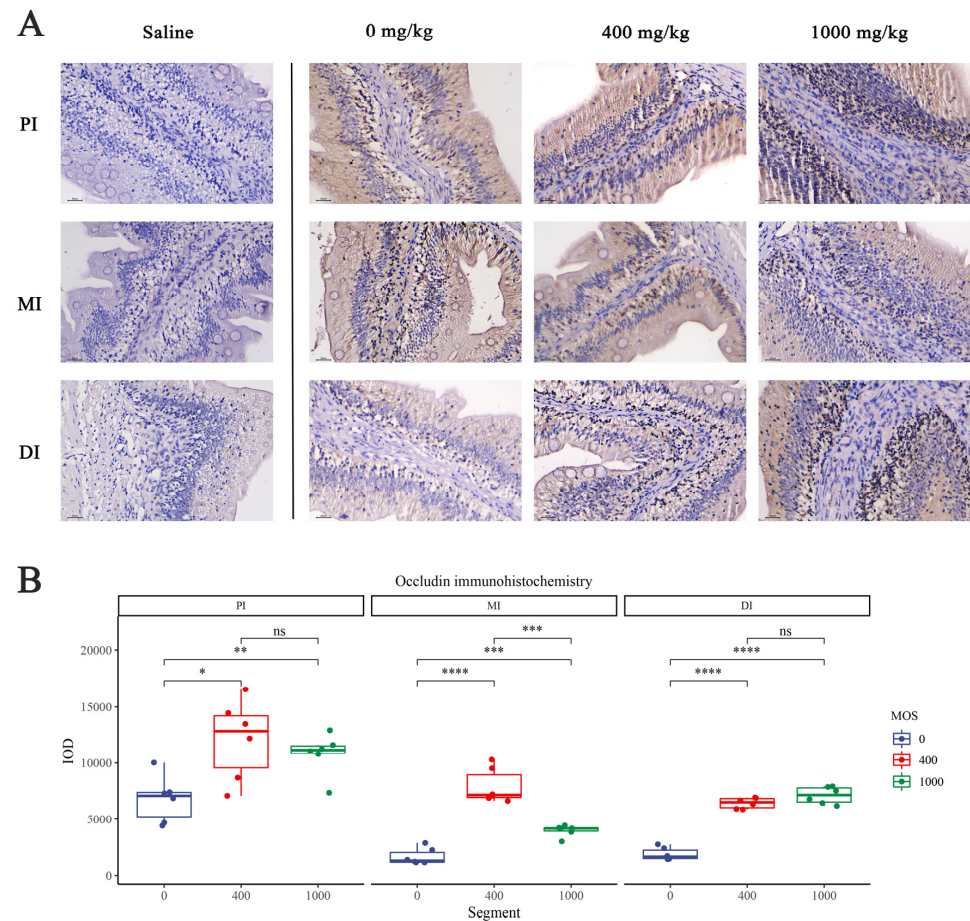 A
Saline 0 mg/kg 400 mg/kg 1000 mg/kg
PI
MI
DI
B
Occludin immunohistochemistry
PI MI DI
ns *** ns
** *** ****
* **** ****
20000
15000
10000
5000
0
IOD
MOS
0
400
1000
0 400 1000 0 400 1000 0 400 1000
Segment